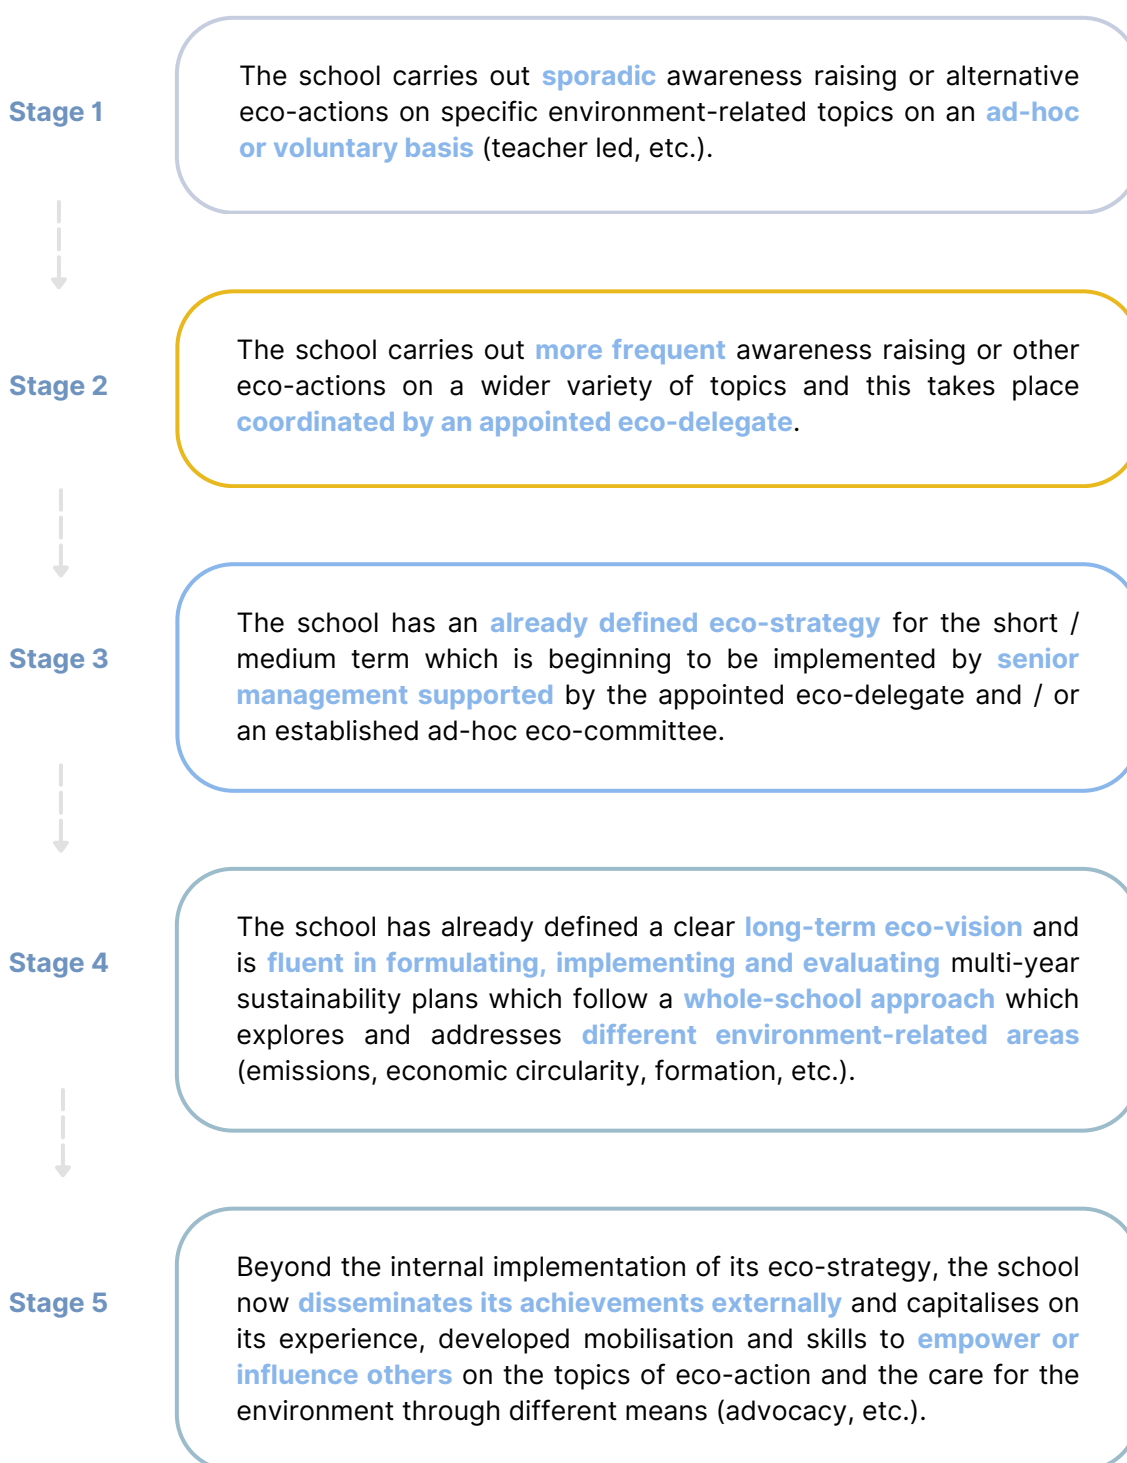 Stage 1
The school carries out sporadic awareness raising or alternative
eco-actions on specific environment-related topics on an ad-hoc
or voluntary basis (teacher led, etc.).
Stage 2
The school carries out more frequent awareness raising or other
eco-actions on a wider variety of topics and this takes place
coordinated by an appointed eco-delegate.
Stage 3
The school has an already defined eco-strategy for the short /
medium term which is beginning to be implemented by senior
management supported by the appointed eco-delegate and / or
an established ad-hoc eco-committee.
Stage 4
The school has already defined a clear long-term eco-vision and
is fluent in formulating, implementing and evaluating multi-year
sustainability plans which follow a whole-school approach which
explores and addresses different environment-related areas
(emissions, economic circularity, formation, etc.).
Stage 5
Beyond the internal implementation of its eco-strategy, the school
now disseminates its achievements externally and capitalises on
its experience, developed mobilisation and skills to empower or
influence others on the topics of eco-action and the care for the
environment through different means (advocacy, etc.).